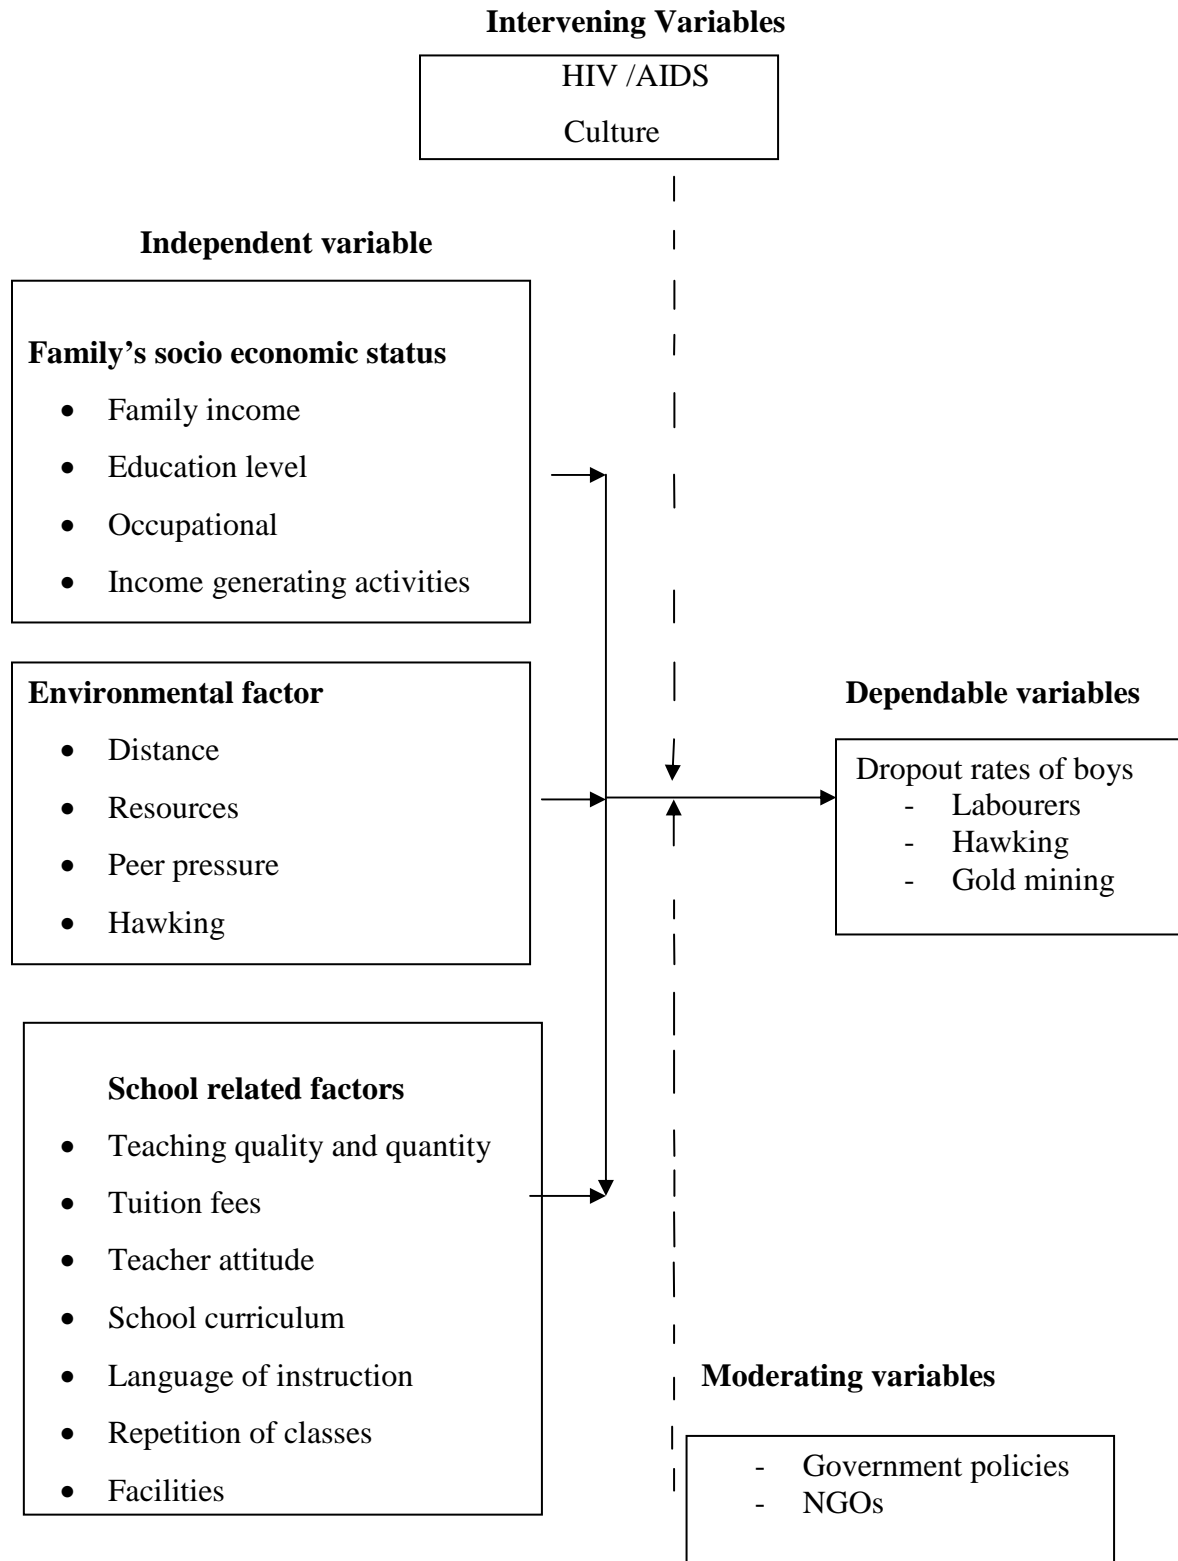 Intervening Variables
HIV /AIDS
Culture
Independent variable
Family’s socio economic status
• Family income
• Education level
• Occupational
• Income generating activities
Environmental factor
• Distance
• Resources
• Peer pressure
• Hawking
Dependable variables
Dropout rates of boys
- Labourers
- Hawking
- Gold mining
School related factors
• Teaching quality and quantity
• Tuition fees
• Teacher attitude
• School curriculum
• Language of instruction
• Repetition of classes
• Facilities
Moderating variables
- Government policies
- NGOs